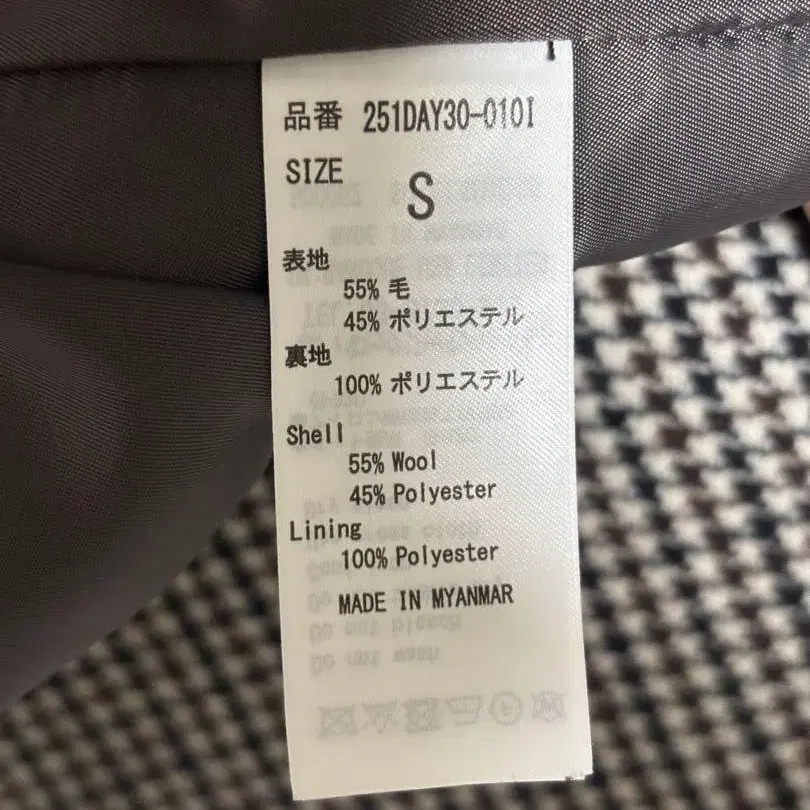 品番 251DAY30-010I
SIZE S
表地
55% 毛
45% ポリエステル
裏地
100% ポリエステル
Shell
55% Wool
45% Polyester
Lining
100% Polyester
MADE IN MYANMAR